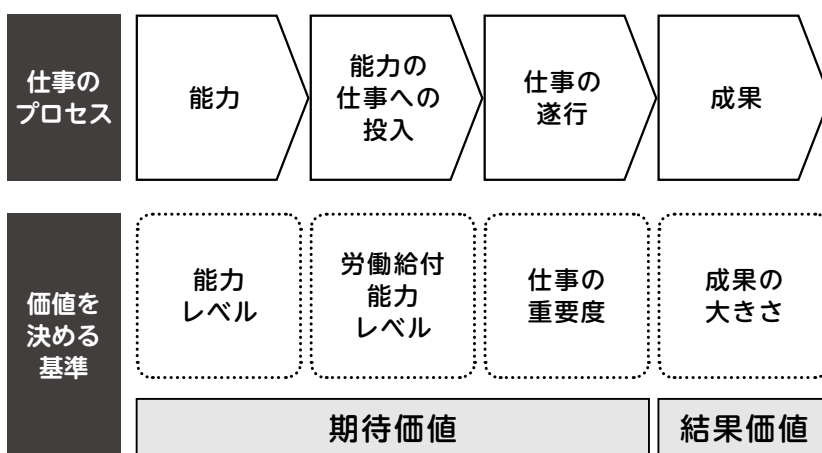 仕事の
プロセス
能力
能力の
仕事への
投入
仕事の
遂行
成果
価値を
決める
基準
能力
レベル
労働給付
能力
レベル
仕事の
重要度
成果の
大きさ
期待価値
結果価値